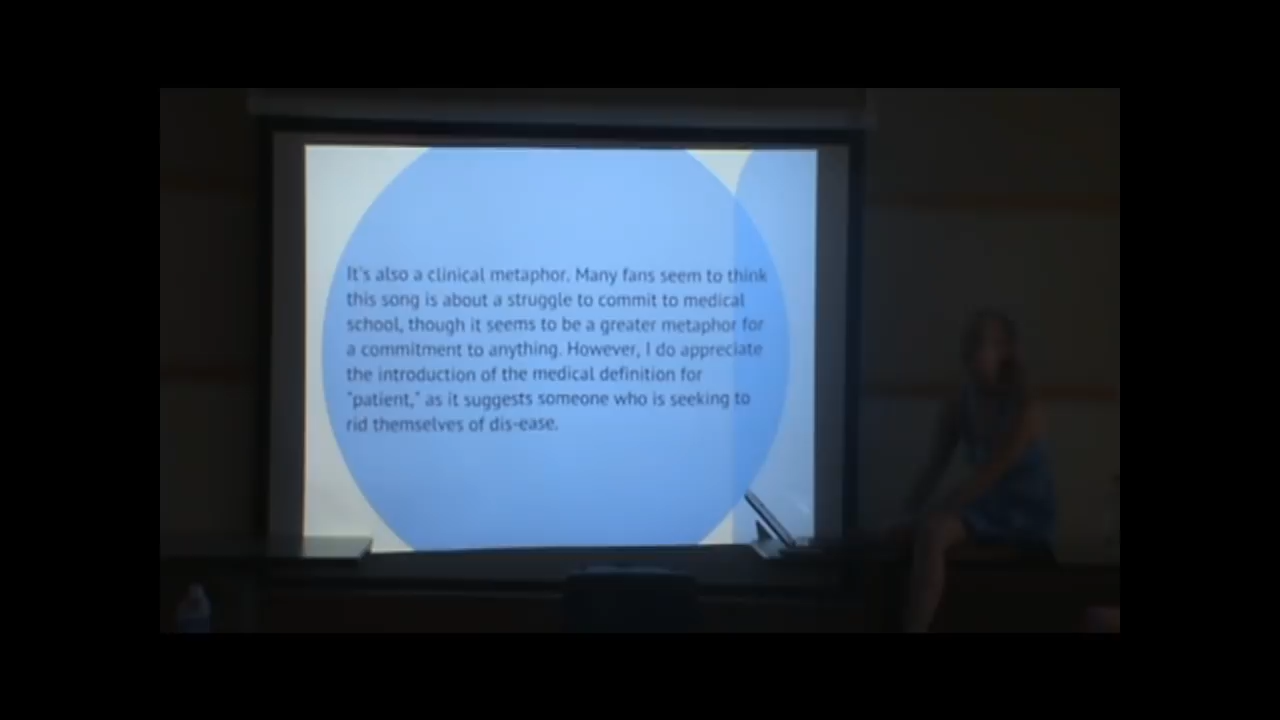 It's also a clinical metaphor. Many fans seem to think
this song is about a struggle to commit to medical
school, though it seems to be a greater metaphor for
a commitment to anything. However, I do appreciate
the introduction of the medical definition for
"patient," as it suggests someone who is seeking to
rid themselves of dis-ease.